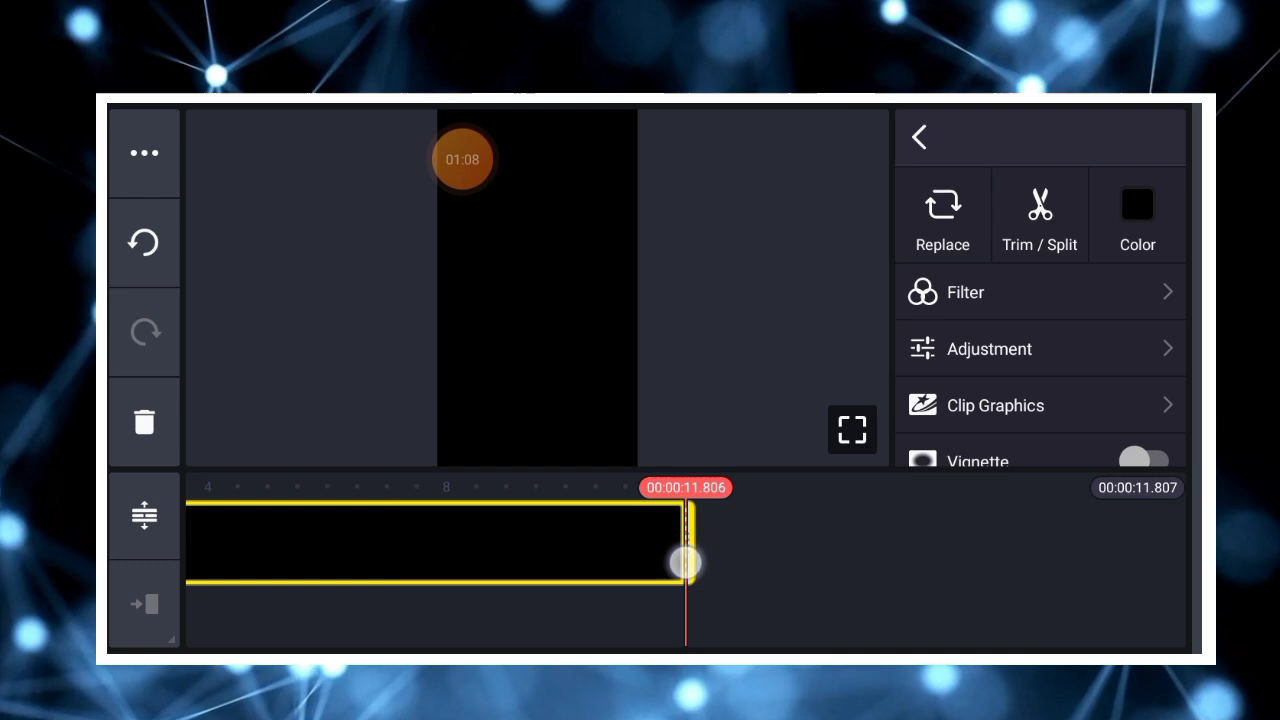 01:08
Replace
Trim / Split
Color
Filter
Adjustment
Clip Graphics
Vignette
4
8
00:00:11.806
00:00:11.807